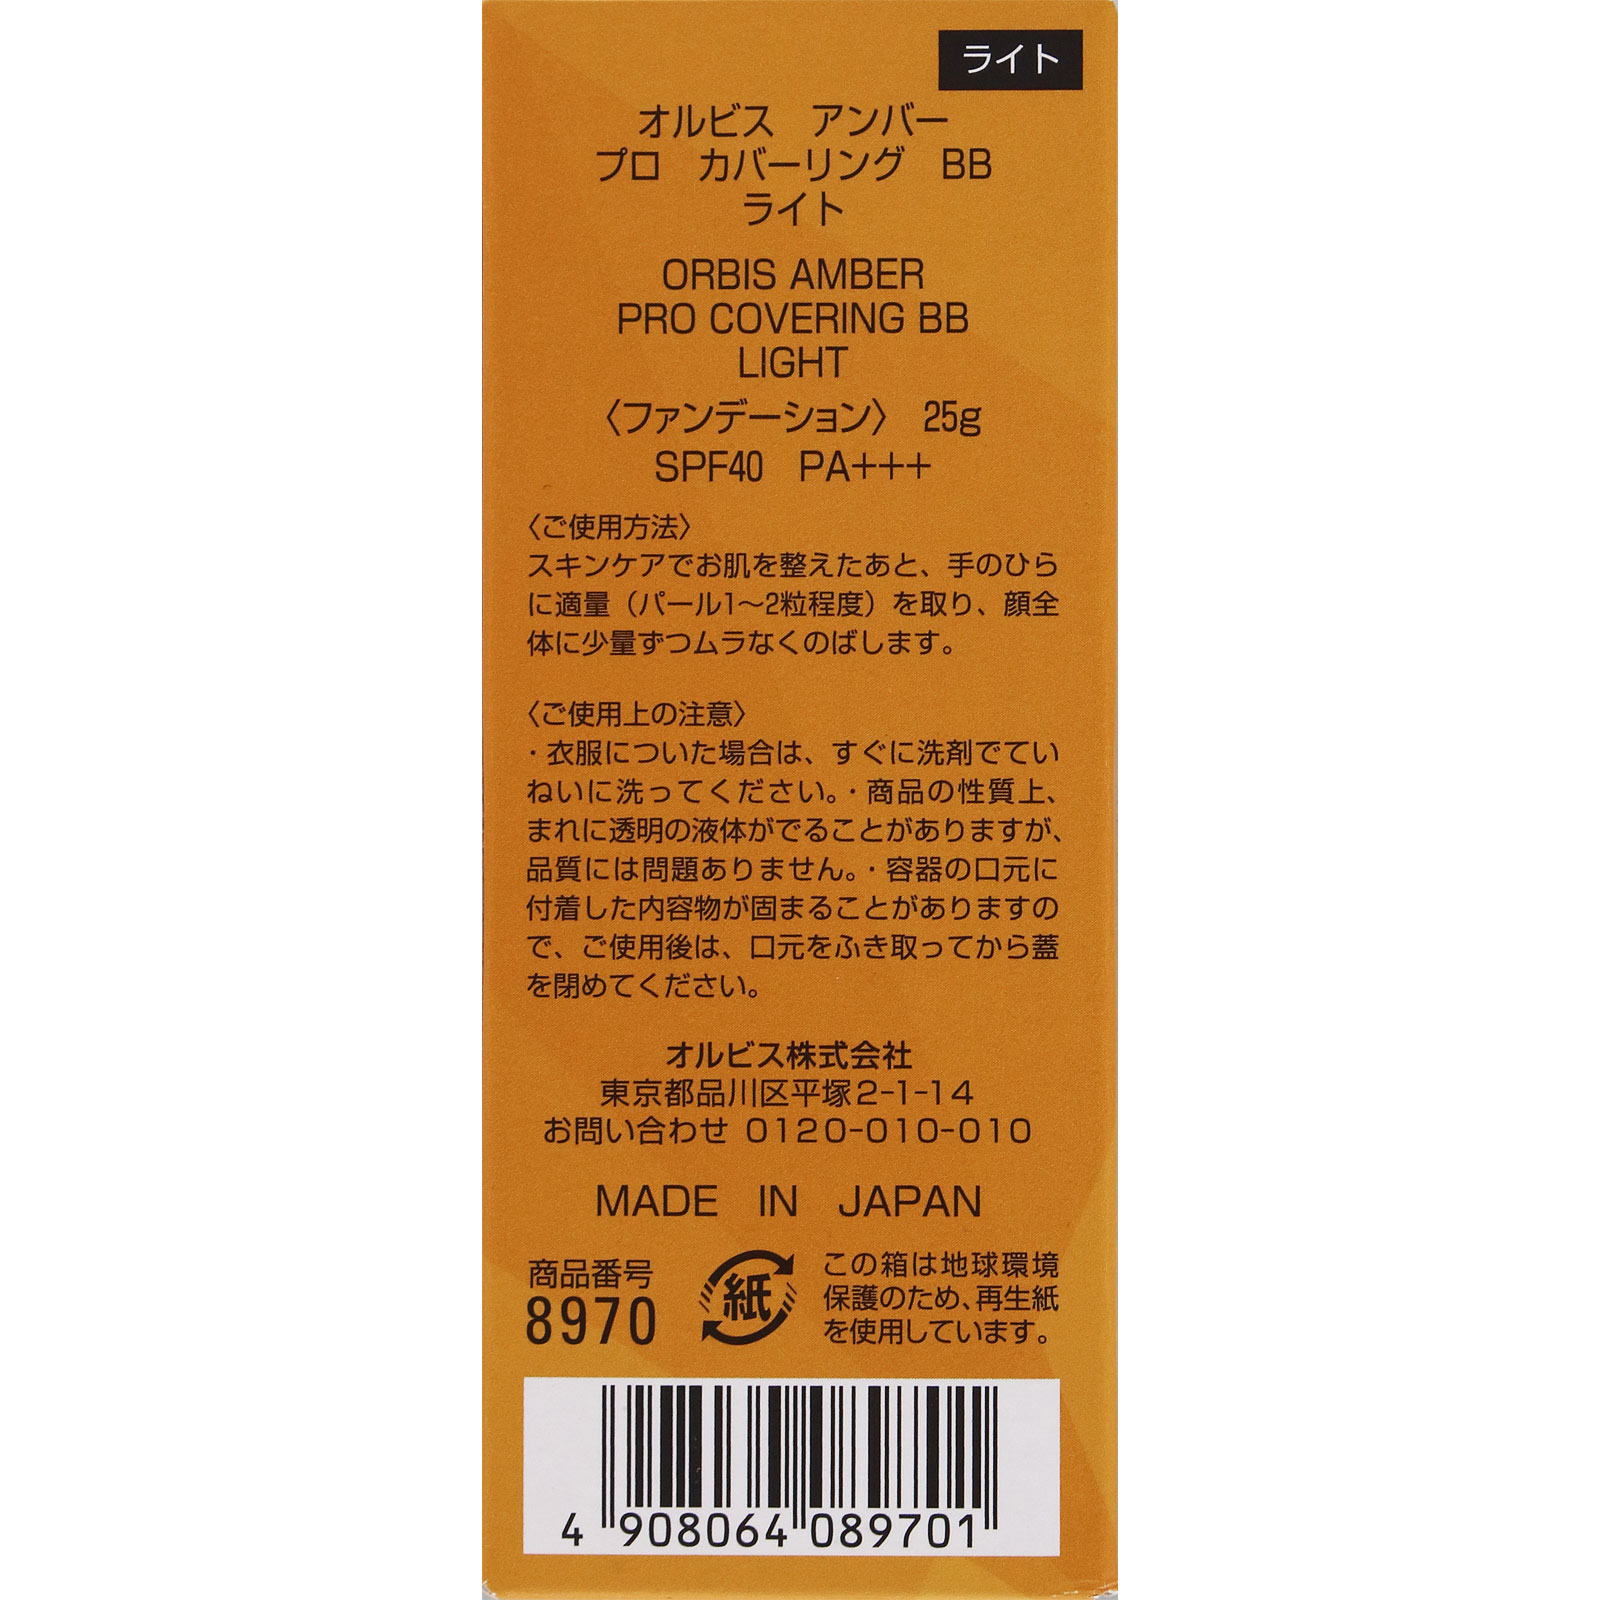 ライト
オルビス　アンバー
プロ　カバーリング　BB
ライト
ORBIS AMBER
PRO COVERING BB
LIGHT
〈ファンデーション〉 25g
SPF40　PA+++
〈ご使用方法〉
スキンケアでお肌を整えたあと、手のひら
に適量（パール1〜2粒程度）を取り、顔全
体に少量ずつムラなくのばします。
〈ご使用上の注意〉
・衣服についた場合は、すぐに洗剤でてい
ねいに洗ってください。・商品の性質上、
まれに透明の液体がでることがありますが、
品質には問題ありません。・容器の口元に
付着した内容物が固まることがありますの
で、ご使用後は、口元をふき取ってから蓋
を閉めてください。
オルビス株式会社
東京都品川区平塚2-1-14
お問い合わせ 0120-010-010
MADE IN JAPAN
商品番号
8970
紙
この箱は地球環境
保護のため、再生紙
を使用しています。
4 908064 089701